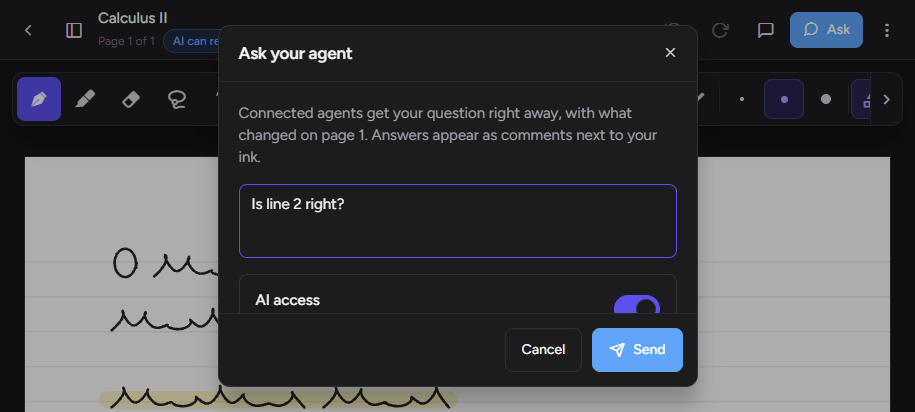 Calculus II
Page 1 of 1
AI can re
Ask
Ask your agent
Connected agents get your question right away, with what
changed on page 1. Answers appear as comments next to your
ink.
Is line 2 right?
AI access
Cancel
Send